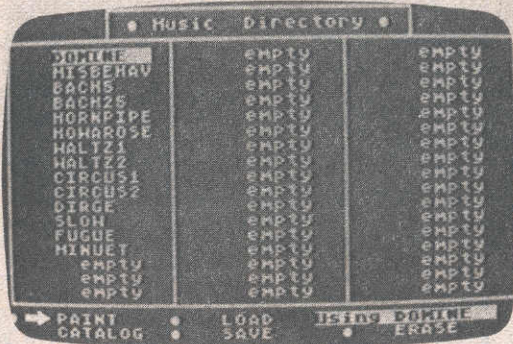 Music Directory
DOMINE empty empty
MISBEHAV empty empty
BACH5 empty empty
BACH25 empty empty
HORNPIPE empty empty
HOWAROSE empty empty
WALTZ1 empty empty
WALTZ2 empty empty
CIRCUS1 empty empty
CIRCUS2 empty empty
DIRGE empty empty
SLOW empty empty
FUGUE empty empty
MINUET empty empty
empty empty empty
empty empty empty
empty empty empty
PAINT LOAD Using DOMINE
CATALOG SAVE ERASE